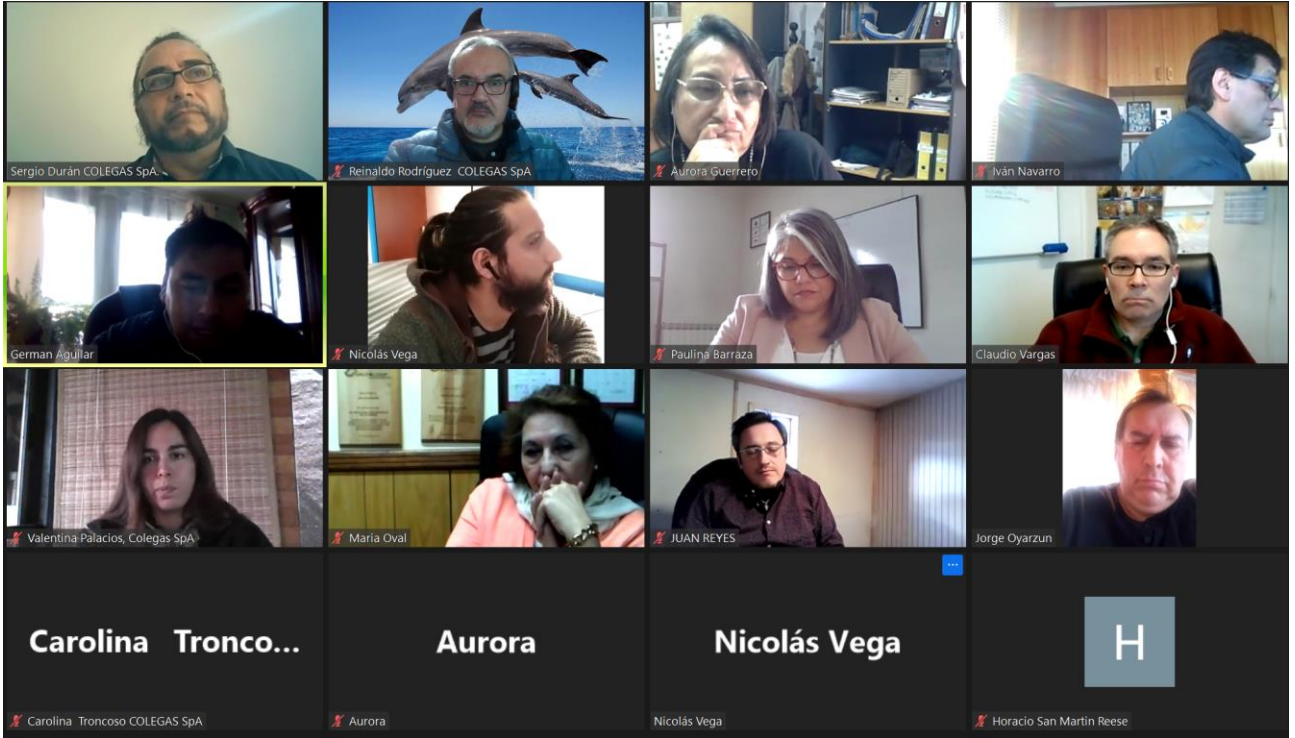 Sergio Durán COLEGAS SpA.
Reinaldo Rodríguez COLEGAS SpA
Aurora Guerrero
Iván Navarro
German Aguilar
Nicolás Vega
Paulina Barraza
Claudio Vargas
Valentina Palacios, Colegas SpA
Maria Oval
JUAN REYES
Jorge Oyarzun
Carolina Tronco...
Aurora
Nicolás Vega
H
Carolina Troncoso COLEGAS SpA
Aurora
Nicolás Vega
Horacio San Martin Reese